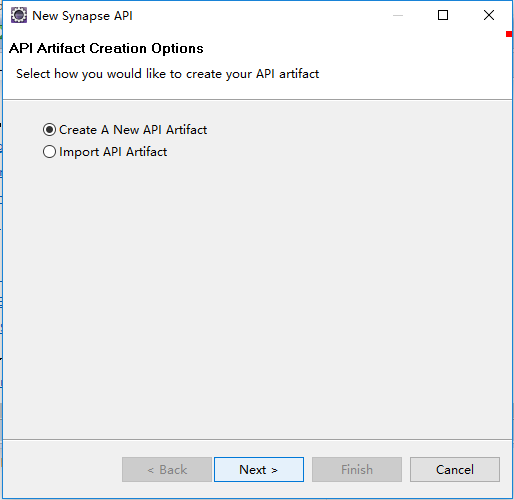 New Synapse API
API Artifact Creation Options
Select how you would like to create your API artifact
Create A New API Artifact
Import API Artifact
< Back Next > Finish Cancel